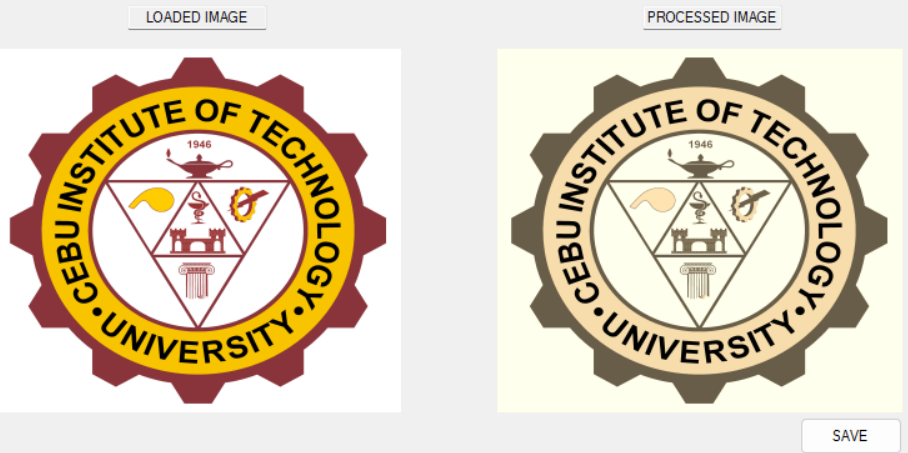 LOADED IMAGE
PROCESSED IMAGE
CEBU INSTITUTE OF TECHNOLOGY
1946
• UNIVERSITY •
CEBU INSTITUTE OF TECHNOLOGY
1946
• UNIVERSITY •
SAVE